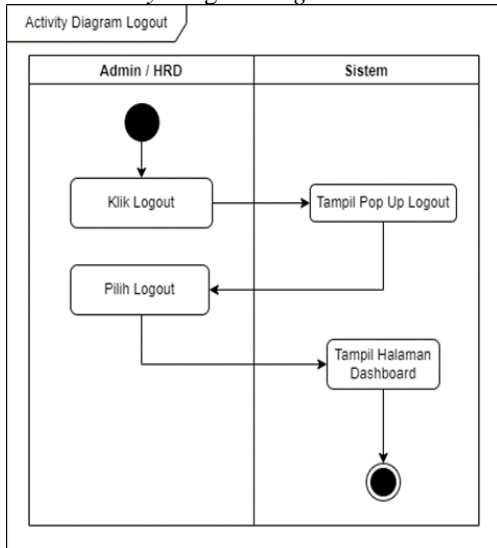 Activity Diagram Logout
Admin / HRD
Sistem
Klik Logout
Tampil Pop Up Logout
Pilih Logout
Tampil Halaman
Dashboard